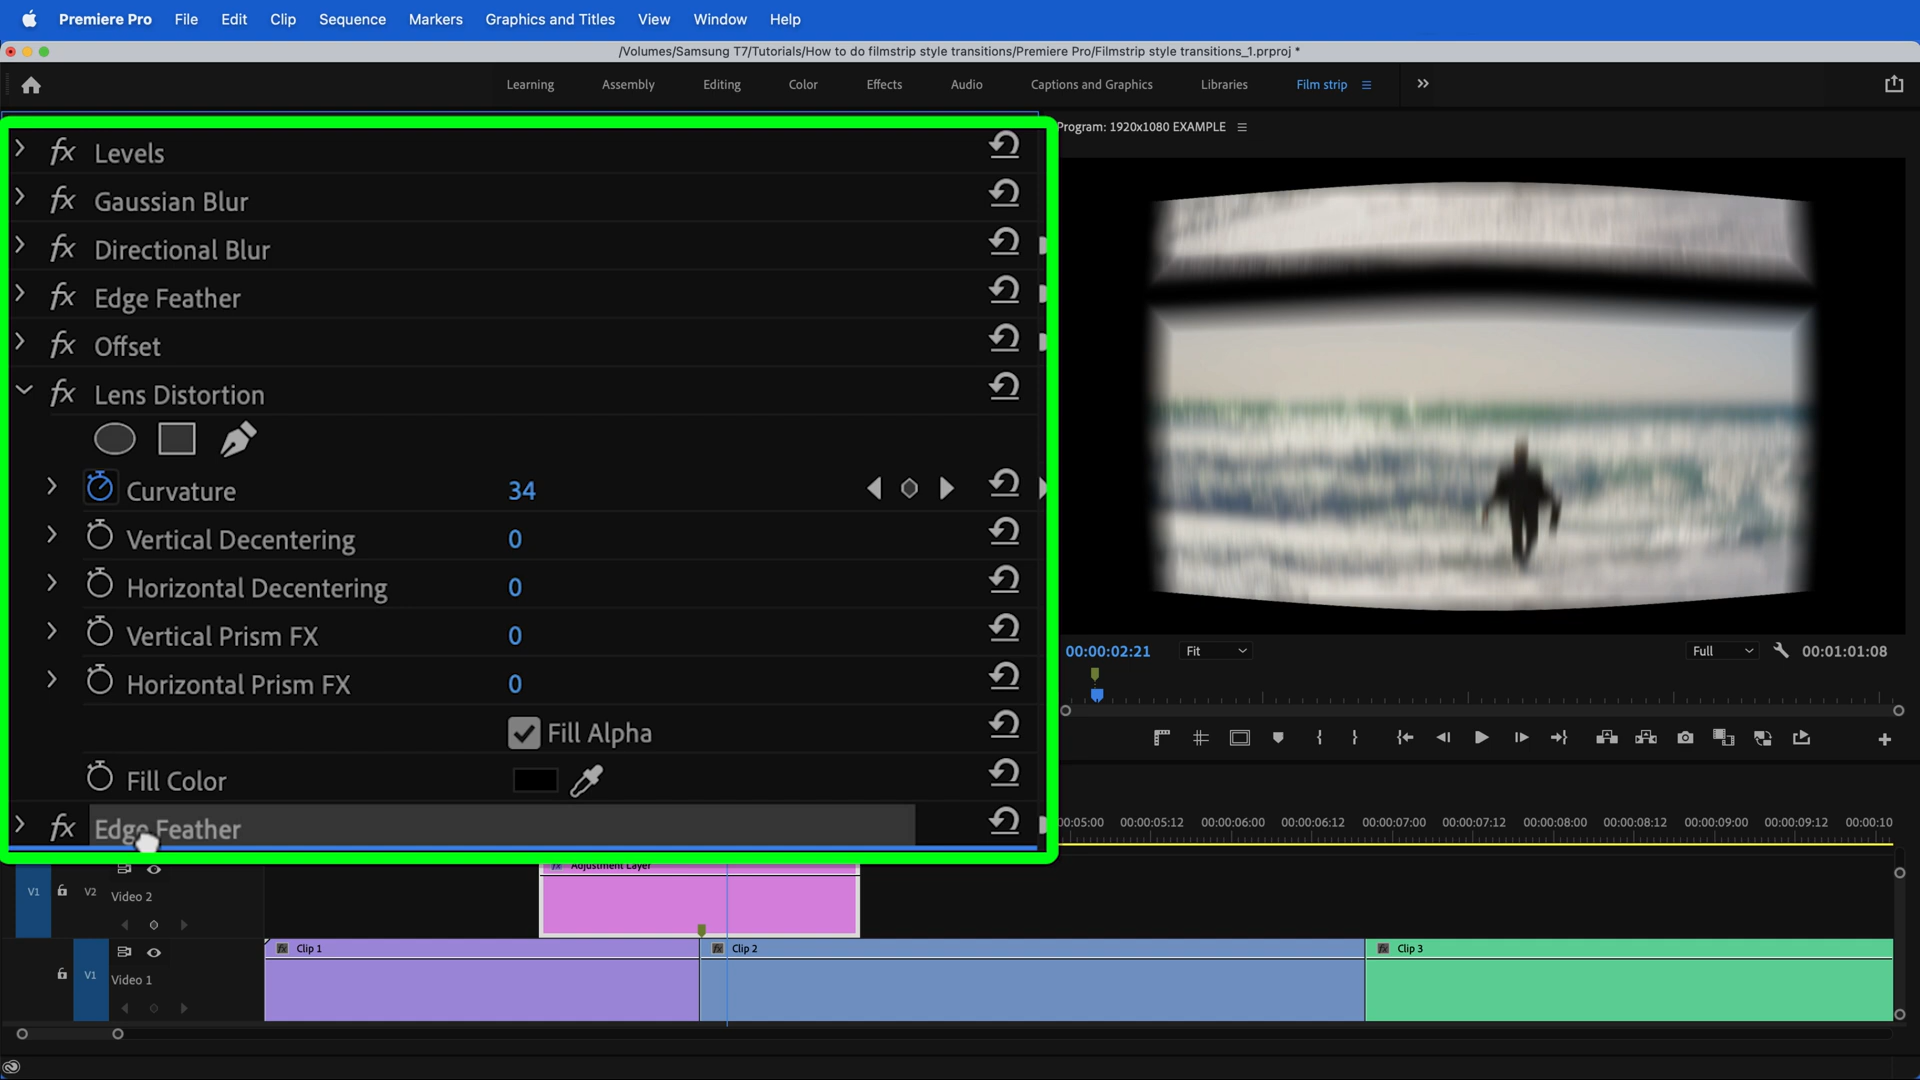 Premiere Pro File Edit Clip Sequence Markers Graphics and Titles View Window Help
/Volumes/Samsung T7/Tutorials/How to do filmstrip style transitions/Premiere Pro/Filmstrip style transitions_1.prproj *
Learning Assembly Editing Color Effects Audio Captions and Graphics Libraries Film strip
Program: 1920x1080 EXAMPLE
fx Levels
fx Gaussian Blur
fx Directional Blur
fx Edge Feather
fx Offset
fx Lens Distortion
Curvature 34
Vertical Decentering 0
Horizontal Decentering 0
Vertical Prism FX 0
Horizontal Prism FX 0
Fill Alpha
Fill Color
fx Edge Feather
00:00:02:21 Fit Full 00:01:01:08
00:05:00 00:00:05:12 00:00:06:00 00:00:06:12 00:00:07:00 00:00:07:12 00:00:08:00 00:00:08:12 00:00:09:00 00:00:09:12 00:00:10
fx Adjustment Layer
V1 V2 Video 2
fx Clip 1 fx Clip 2 fx Clip 3
V1 Video 1